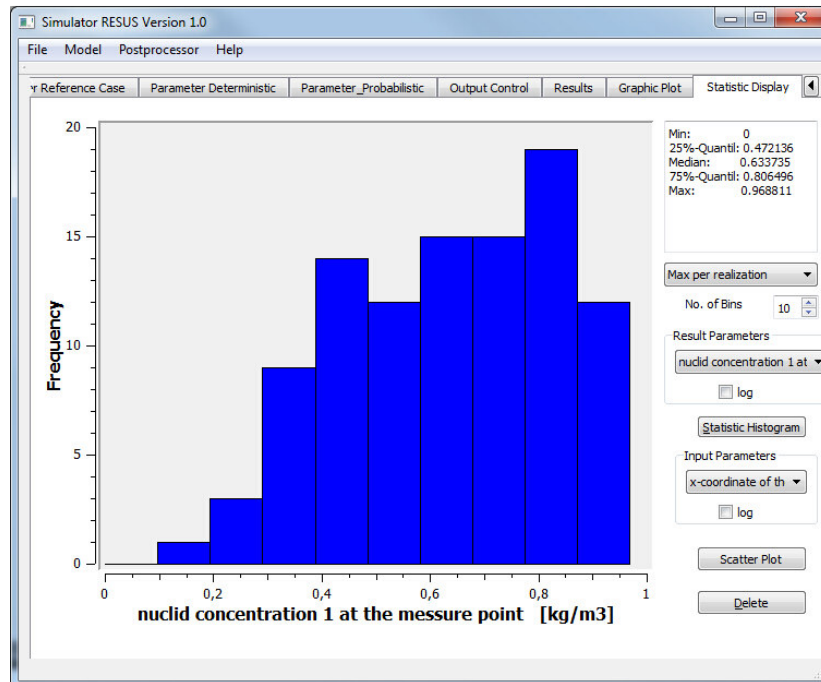 Simulator RESUS Version 1.0
File Model Postprocessor Help
er Reference Case Parameter Deterministic Parameter_Probabilistic Output Control Results Graphic Plot Statistic Display
20
15
10
5
0
Frequency
0 0,2 0,4 0,6 0,8 1
nuclid concentration 1 at the messure point [kg/m3]
Min: 0
25%-Quantil: 0.472136
Median: 0.633735
75%-Quantil: 0.806496
Max: 0.968811
Max per realization
No. of Bins 10
Result Parameters
nuclid concentration 1 at
log
Statistic Histogram
Input Parameters
x-coordinate of th
log
Scatter Plot
Delete